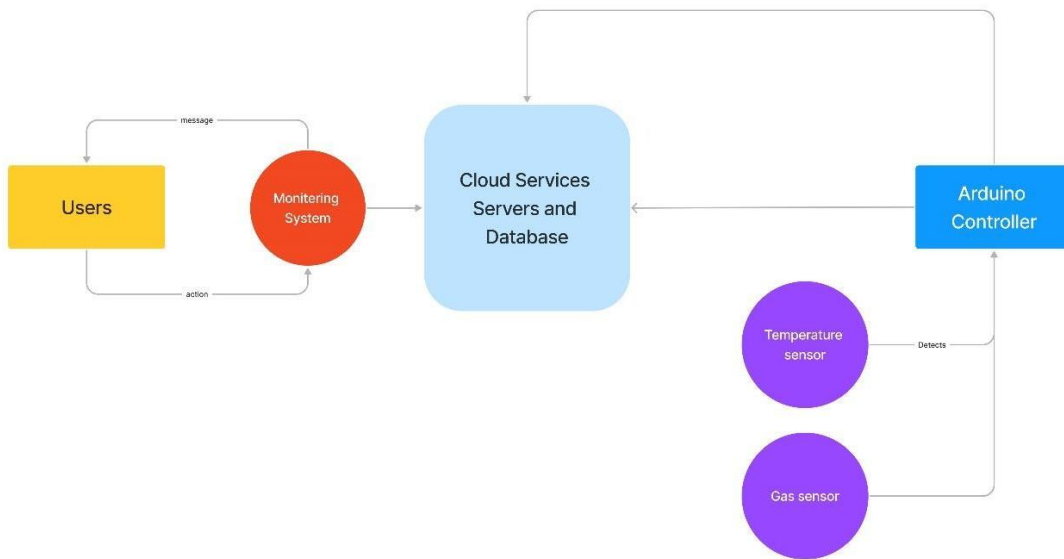 message
Users
Monitering
System
action
Cloud Services
Servers and
Database
Arduino
Controller
Temperature
sensor
Detects
Gas sensor